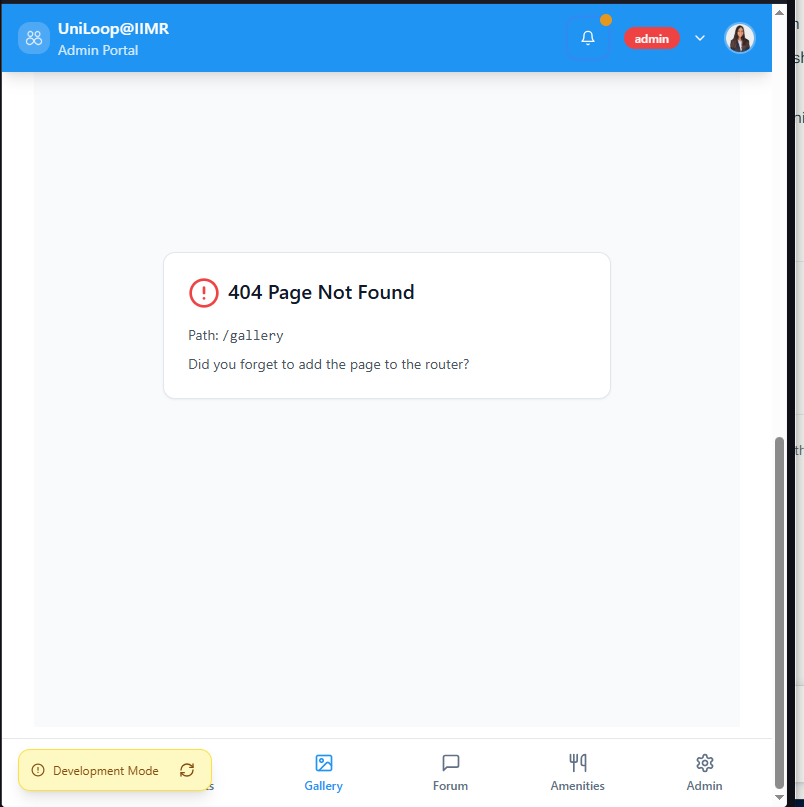 UniLoop@IIMR
Admin Portal
admin
404 Page Not Found
Path: /gallery
Did you forget to add the page to the router?
Development Mode
Gallery
Forum
Amenities
Admin